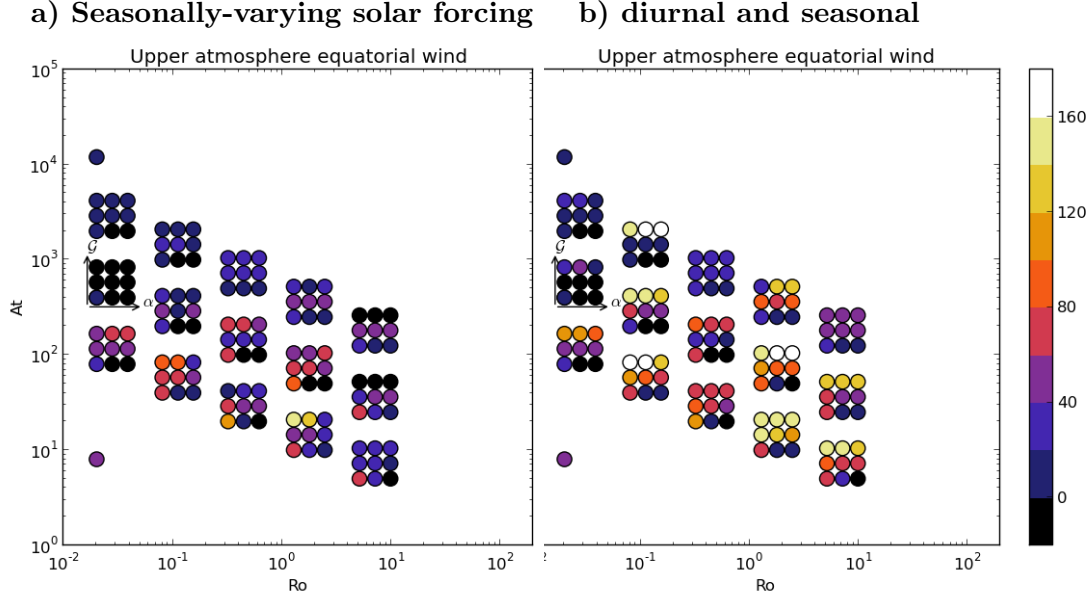 a) Seasonally-varying solar forcing
b) diurnal and seasonal
Upper atmosphere equatorial wind
Upper atmosphere equatorial wind
10^5
10^4
10^3
10^2
10^1
10^0
At
𝒢
α
10^-2
10^-1
10^0
10^1
10^2
Ro
𝒢
α
2
10^-1
10^0
10^1
10^2
Ro
160
120
80
40
0